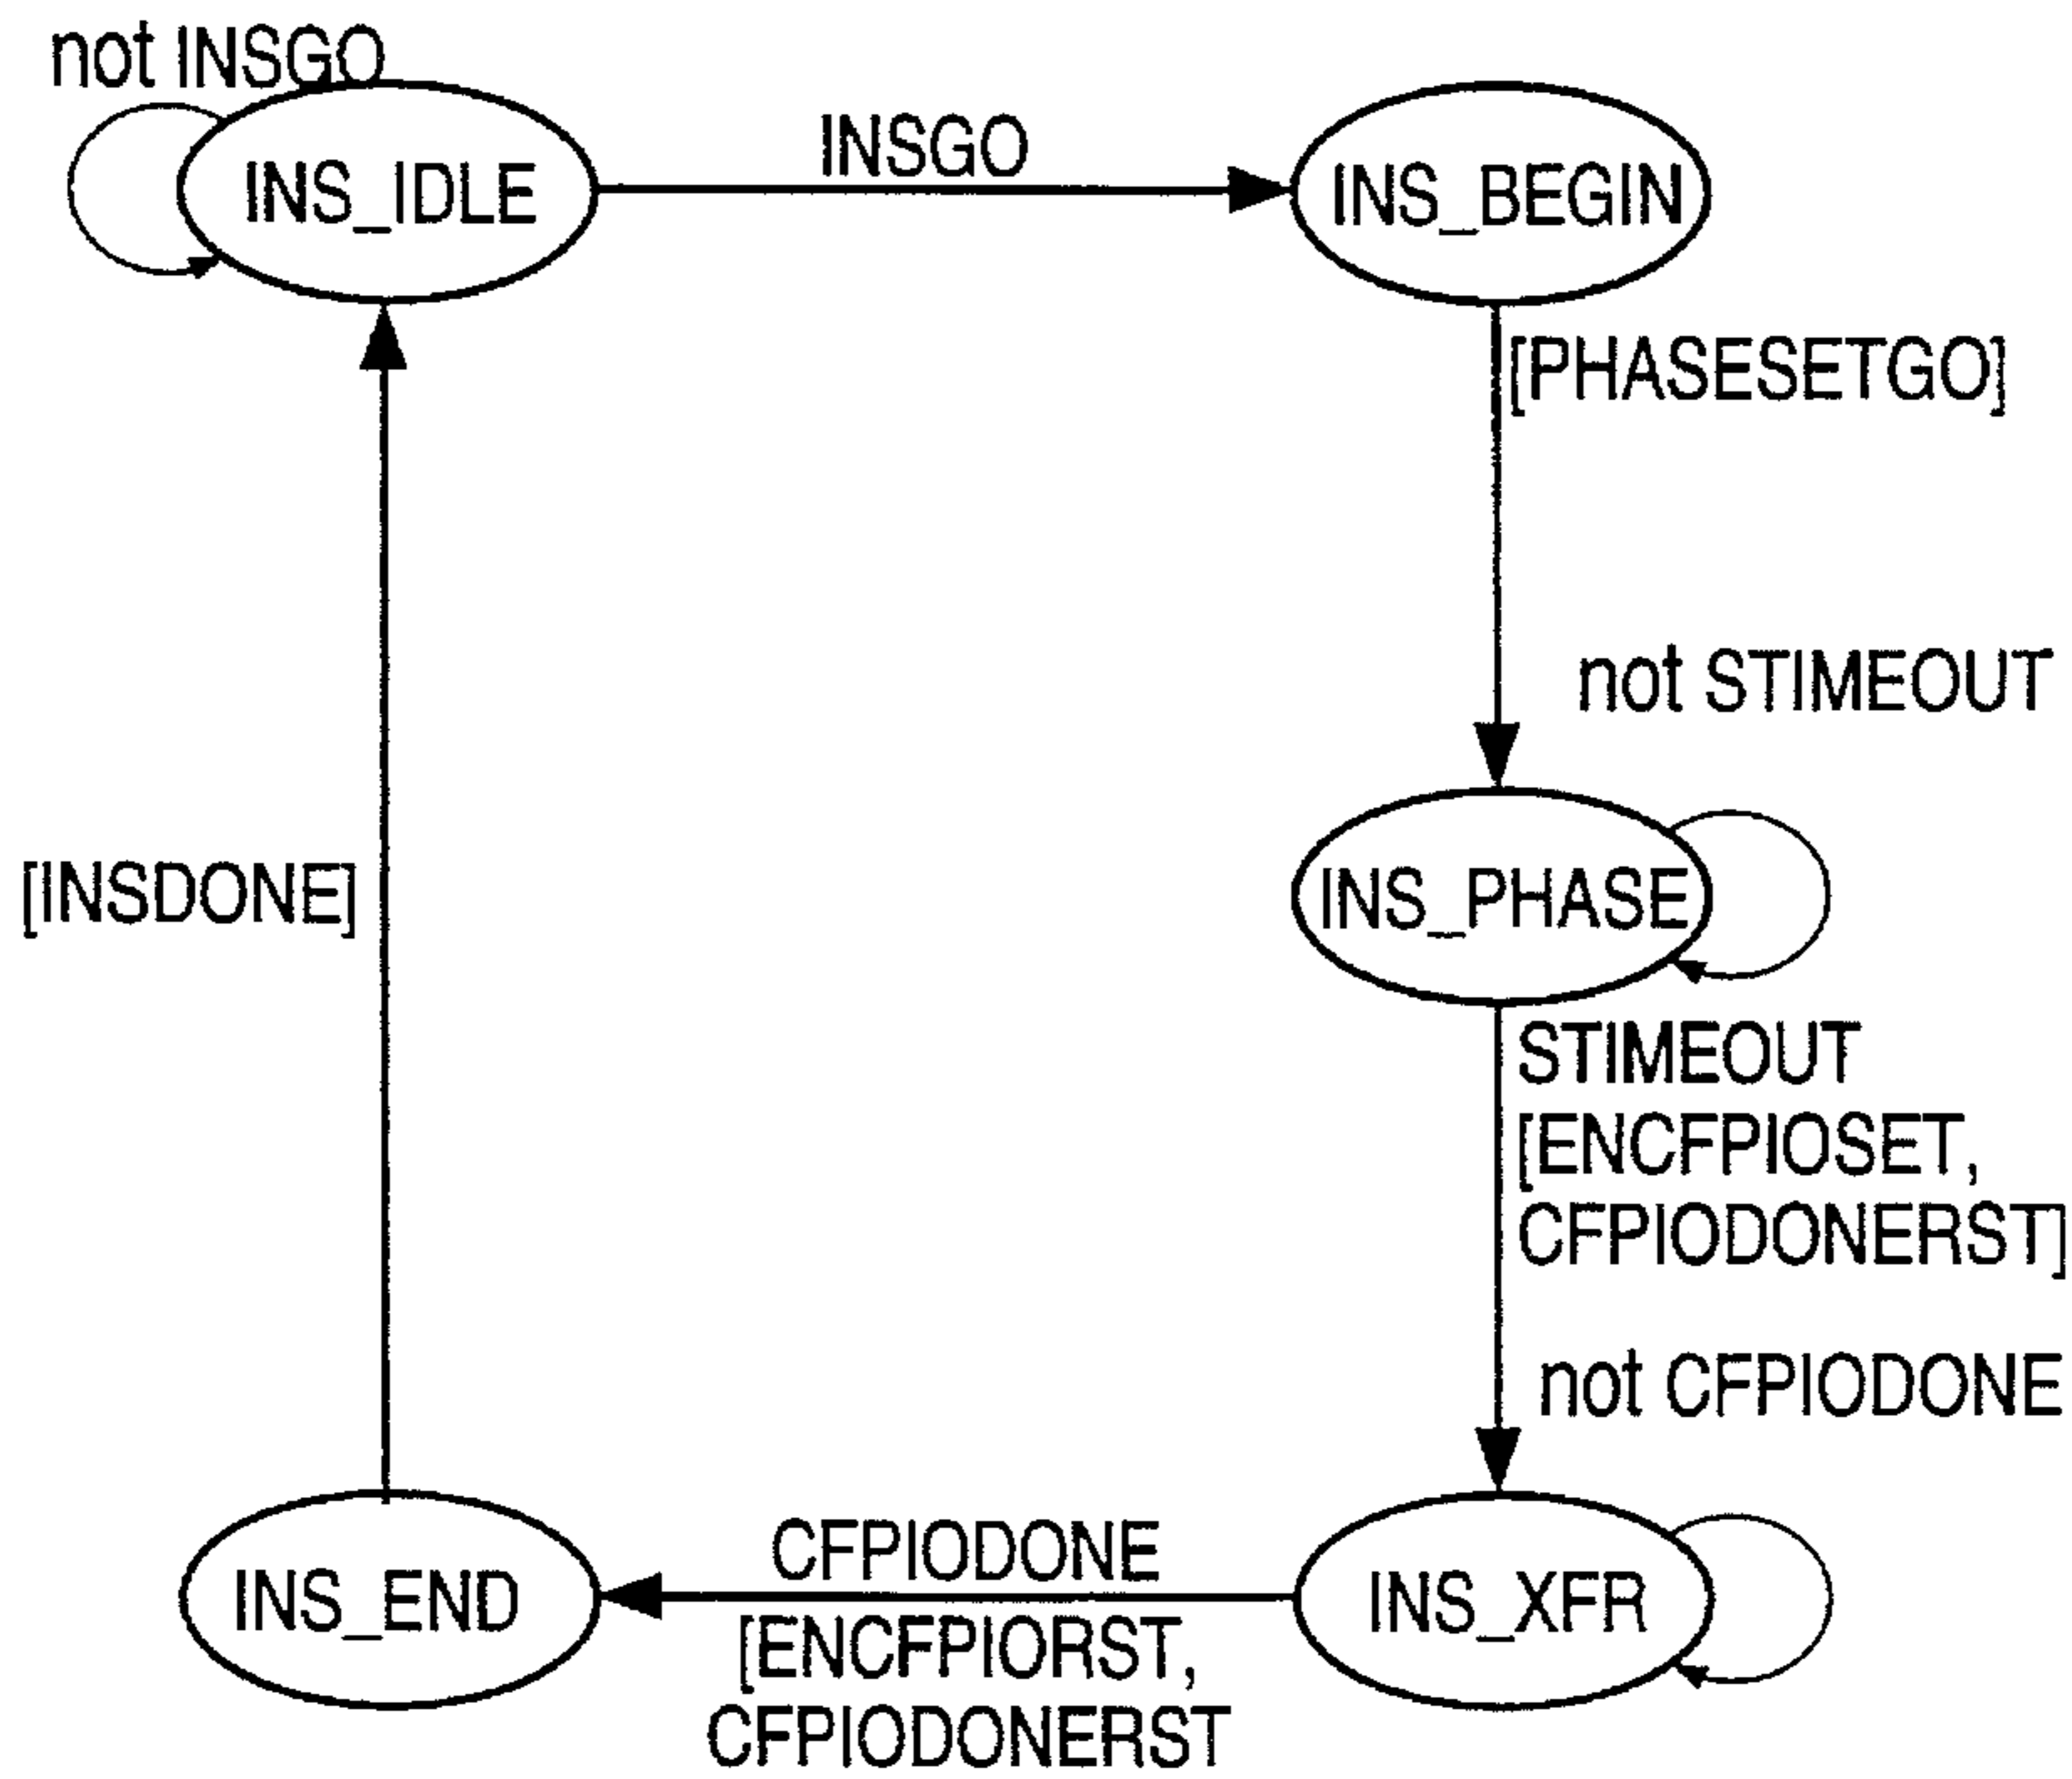 not INSGO
INS_IDLE
INSGO
INS_BEGIN
[PHASESETGO]
not STIMEOUT
[INSDONE]
INS_PHASE
STIMEOUT
[ENCFPIOSET,
CFPIODONERST]
not CFPIODONE
INS_END
CFPIODONE
[ENCFPIORST,
CFPIODONERST
INS_XFR